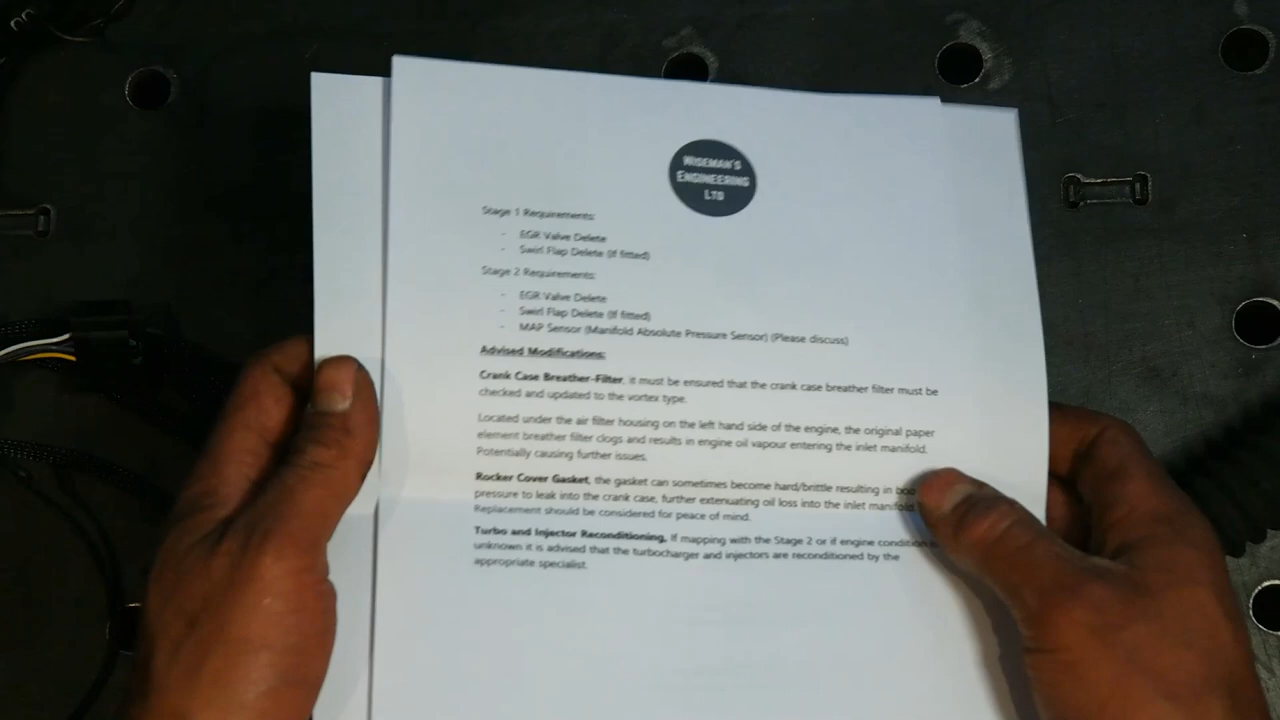 WISEMAN'S
ENGINEERING
LTD
Stage 1 Requirements:
- EGR Valve Delete
- Swirl Flap Delete (if fitted)
Stage 2 Requirements:
- EGR Valve Delete
- Swirl Flap Delete (if fitted)
- MAP Sensor (Manifold Absolute Pressure Sensor) (Please discuss)
Advised Modifications:
Crank Case Breather-Filter, it must be ensured that the crank case breather filter must be
checked and updated to the vortex type.
Located under the air filter housing on the left hand side of the engine, the original paper
element breather filter clogs and results in engine oil vapour entering the inlet manifold.
Potentially causing further issues.
Rocker Cover Gasket, the gasket can sometimes become hard/brittle resulting in
pressure to leak into the crank case, further extenuating oil loss into the inlet manifold.
Replacement should be considered for peace of mind.
Turbo and Injector Reconditioning, If mapping with the Stage 2 or if engine condition
unknown it is advised that the turbocharger and injectors are reconditioned by the
appropriate specialist.